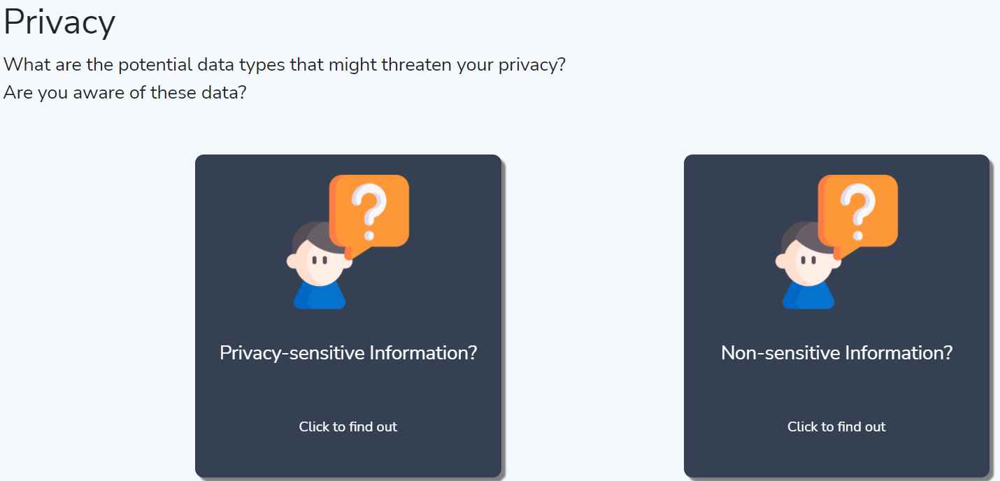 Privacy
What are the potential data types that might threaten your privacy?
Are you aware of these data?
?
?
Privacy-sensitive Information?
Non-sensitive Information?
Click to find out
Click to find out